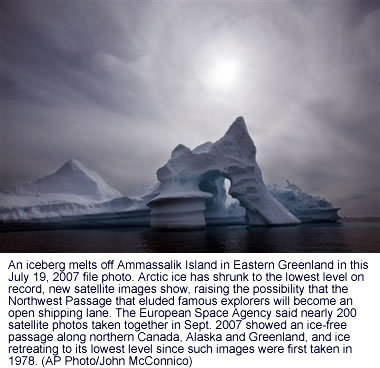 An iceberg melts off Ammassalik Island in Eastern Greenland in this
July 19, 2007 file photo. Arctic ice has shrunk to the lowest level on
record, new satellite images show, raising the possibility that the
Northwest Passage that eluded famous explorers will become an
open shipping lane. The European Space Agency said nearly 200
satellite photos taken together in Sept. 2007 showed an ice-free
passage along northern Canada, Alaska and Greenland, and ice
retreating to its lowest level since such images were first taken in
1978. (AP Photo/John McConnico)